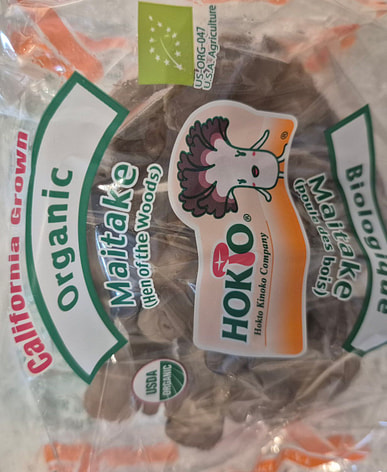 California Grown
Organic
Maitake
(Hen of the Woods)
US-ORG-047
U.S.A. Agriculture
HOKTO®
Hokto Kinoko Company
®
USDA
ORGANIC
Biologique
Maitake
(poule des bois)